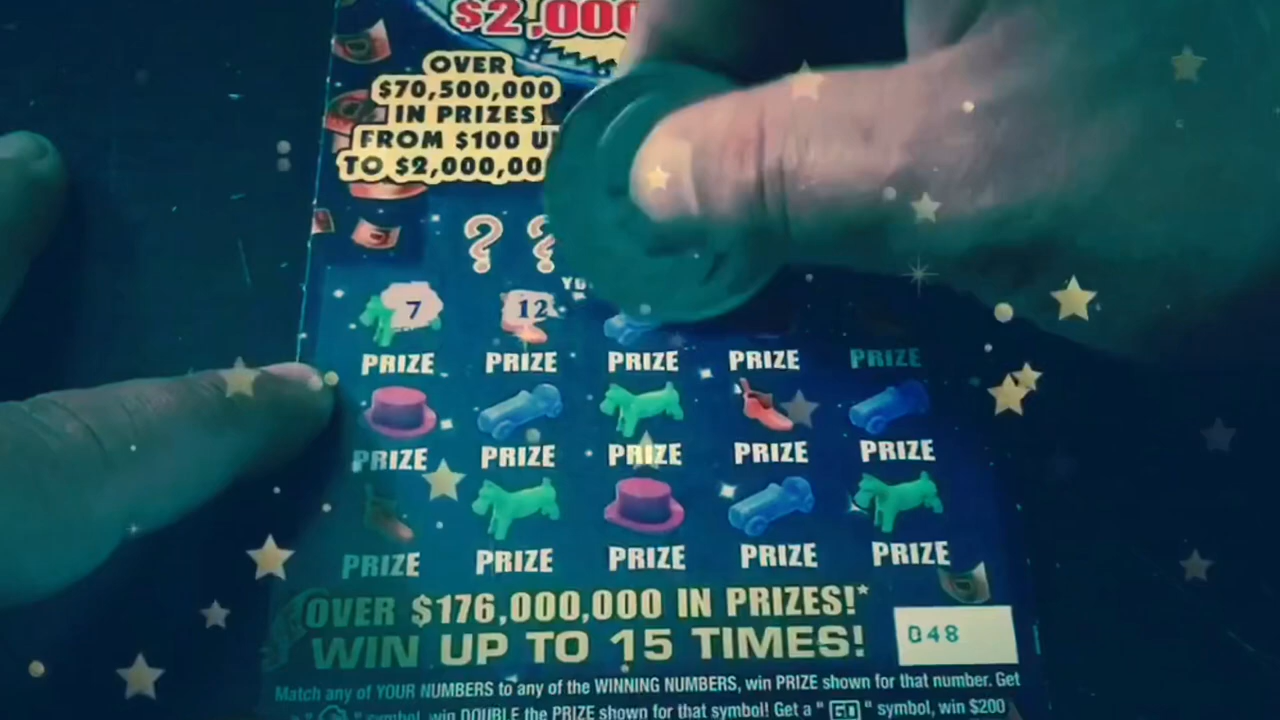 $2,000
OVER
$70,500,000
IN PRIZES
FROM $100 U
TO $2,000,00
? ?
7 12
PRIZE PRIZE PRIZE PRIZE PRIZE
PRIZE PRIZE PRIZE PRIZE PRIZE
PRIZE PRIZE PRIZE PRIZE PRIZE
OVER $176,000,000 IN PRIZES!*
WIN UP TO 15 TIMES!
048
Match any of YOUR NUMBERS to any of the WINNING NUMBERS, win PRIZE shown for that number. Get
" symbol, win DOUBLE the PRIZE shown for that symbol! Get a " GO " symbol, win $200